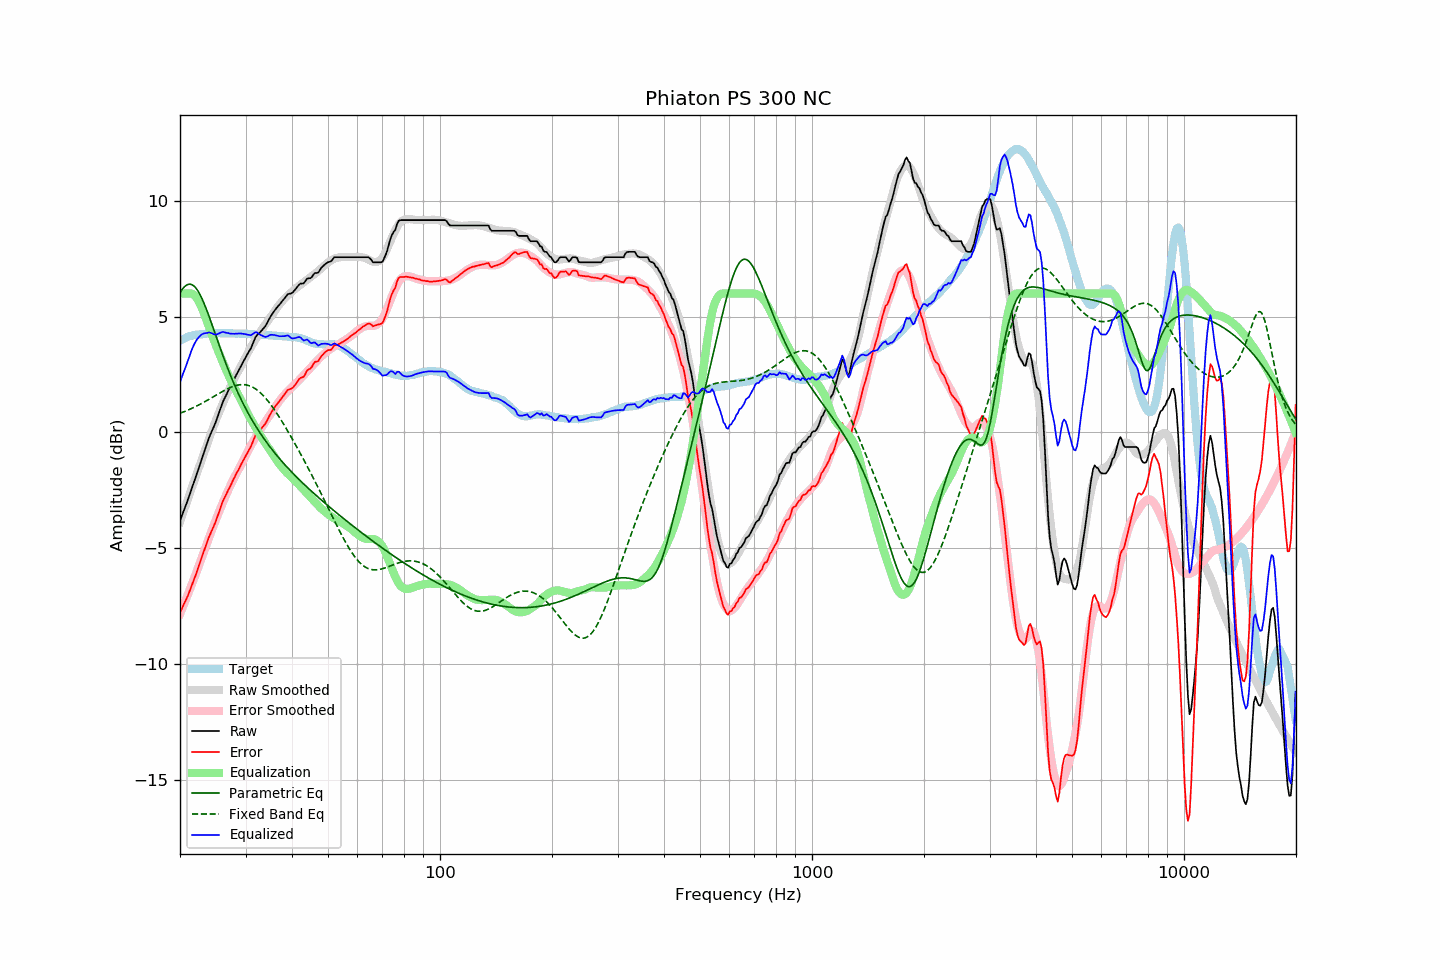 Phiaton PS 300 NC
Amplitude (dBr)
10
5
0
−5
−10
−15
Target
Raw Smoothed
Error Smoothed
Raw
Error
Equalization
Parametric Eq
Fixed Band Eq
Equalized
100
1000
10000
Frequency (Hz)